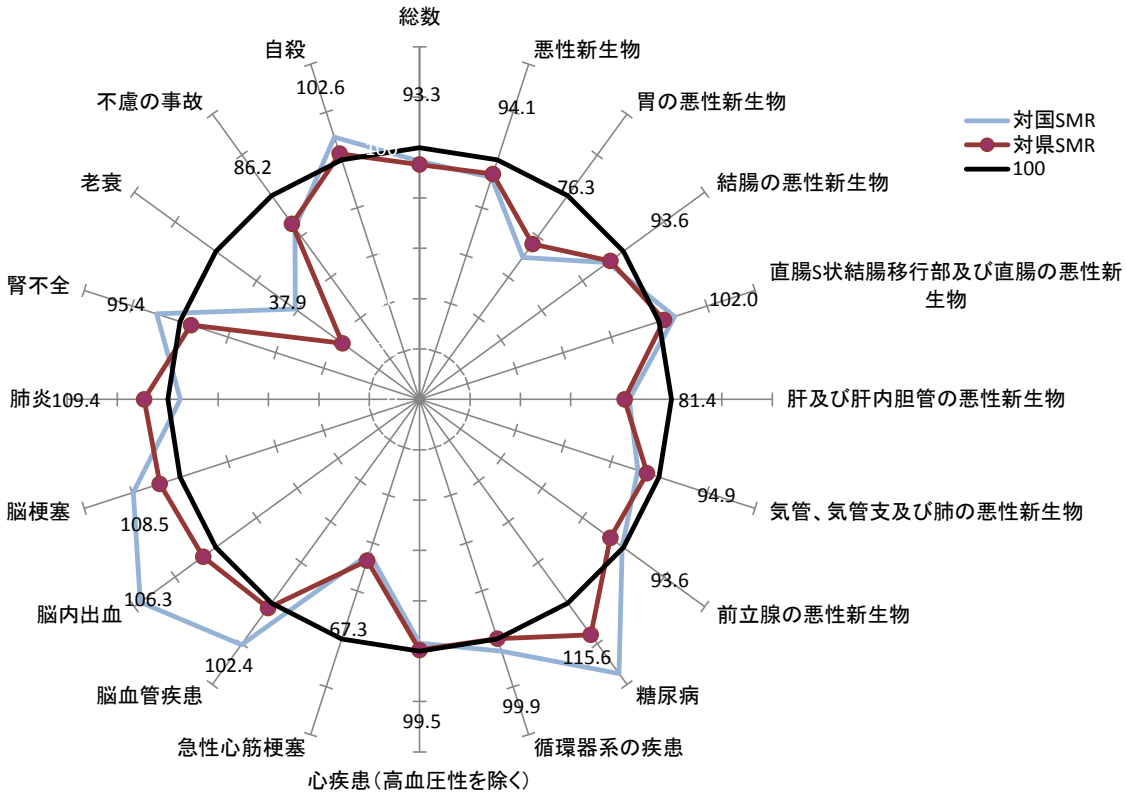 総数
自殺
悪性新生物
102.6
93.3
94.1
不慮の事故
胃の悪性新生物
対国SMR
対県SMR
100
100
86.2
76.3
老衰
結腸の悪性新生物
93.6
腎不全
95.4
37.9
直腸S状結腸移行部及び直腸の悪性新
生物
102.0
肺炎
109.4
81.4
肝及び肝内胆管の悪性新生物
脳梗塞
108.5
94.9
気管、気管支及び肺の悪性新生物
脳内出血
106.3
93.6
前立腺の悪性新生物
脳血管疾患
102.4
67.3
115.6
糖尿病
急性心筋梗塞
99.5
99.9
循環器系の疾患
心疾患(高血圧性を除く)